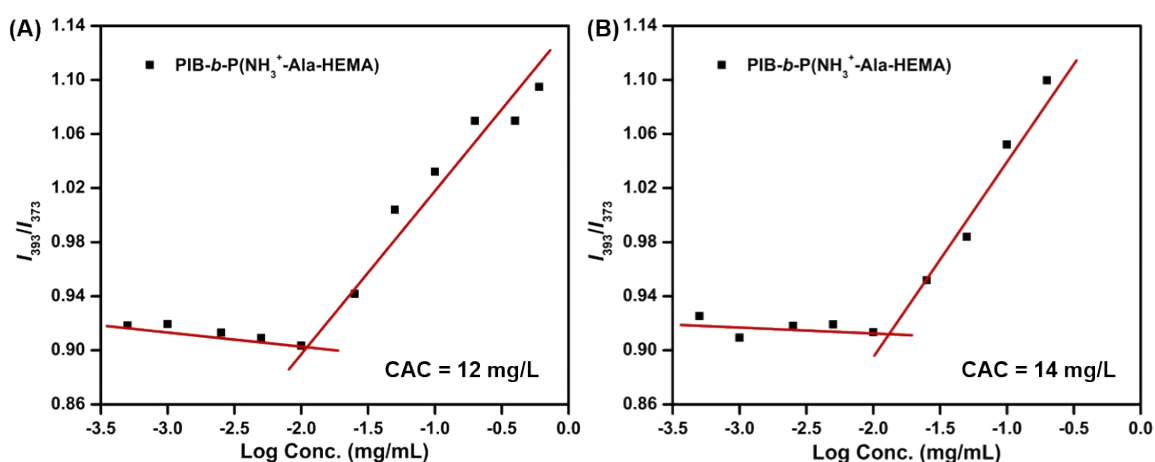 (A)
1.14
1.10
1.06
1.02
0.98
0.94
0.90
0.86
I₃₉₃/I₃₇₃
PIB-b-P(NH₃⁺-Ala-HEMA)
CAC = 12 mg/L
-3.5 -3.0 -2.5 -2.0 -1.5 -1.0 -0.5 0.0
Log Conc. (mg/mL)
(B)
1.14
1.10
1.06
1.02
0.98
0.94
0.90
0.86
I₃₉₃/I₃₇₃
PIB-b-P(NH₃⁺-Ala-HEMA)
CAC = 14 mg/L
-3.5 -3.0 -2.5 -2.0 -1.5 -1.0 -0.5 0.0
Log Conc. (mg/mL)